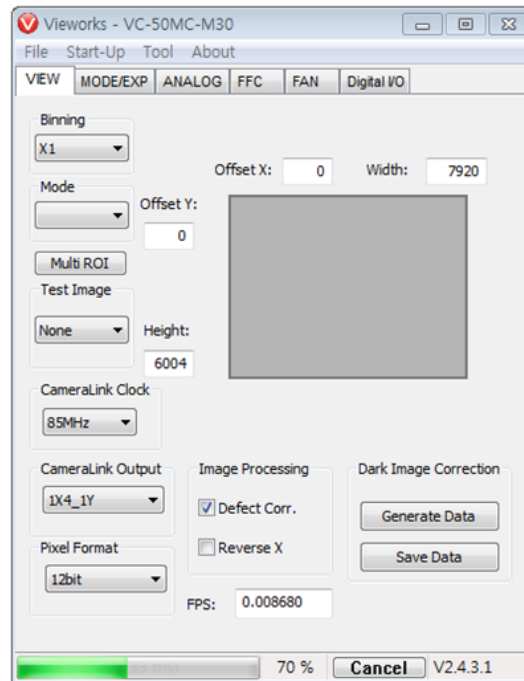 Vieworks - VC-50MC-M30
File Start-Up Tool About
VIEW MODE/EXP ANALOG FFC FAN Digital I/O
Binning
X1
Offset X: 0 Width: 7920
Mode
Offset Y:
0
Multi ROI
Test Image
None
Height:
6004
CameraLink Clock
85MHz
CameraLink Output Image Processing Dark Image Correction
1X4_1Y
Defect Corr.
Generate Data
Pixel Format
Reverse X
Save Data
12bit
FPS: 0.008680
70 % Cancel V2.4.3.1